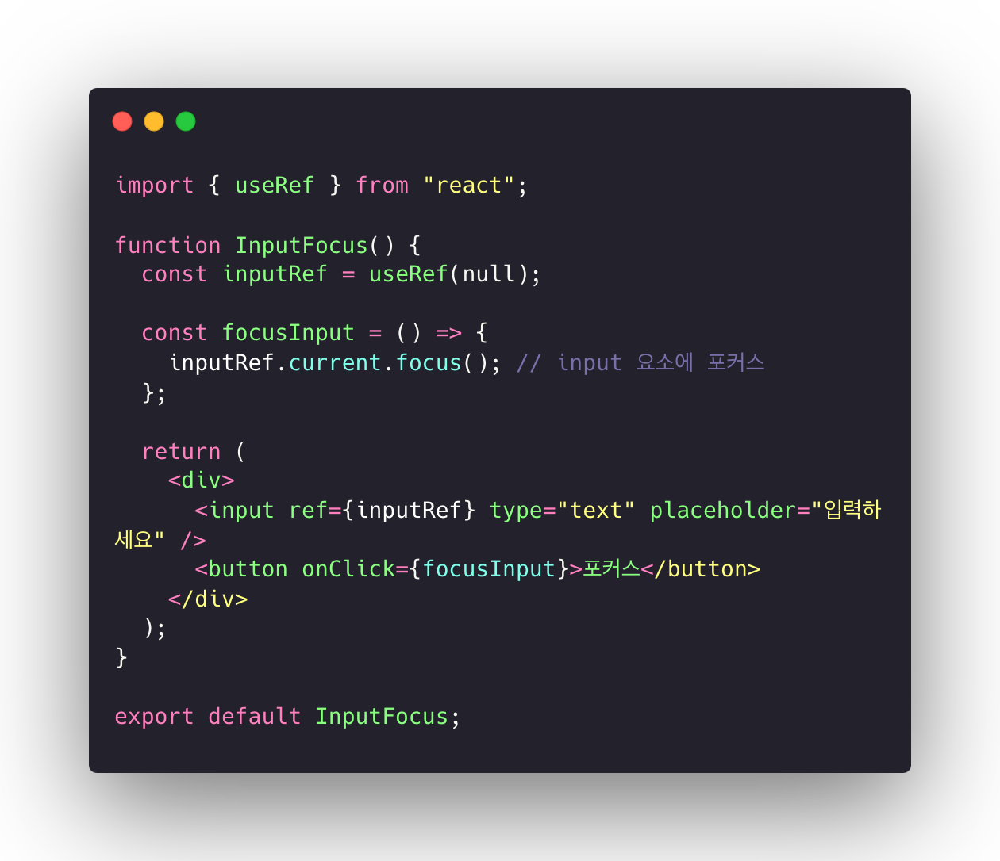 import { useRef } from "react";

function InputFocus() {
  const inputRef = useRef(null);

  const focusInput = () => {
    inputRef.current.focus(); // input 요소에 포커스
  };

  return (
    <div>
      <input ref={inputRef} type="text" placeholder="입력하
세요" />
      <button onClick={focusInput}>포커스</button>
    </div>
  );
}

export default InputFocus;